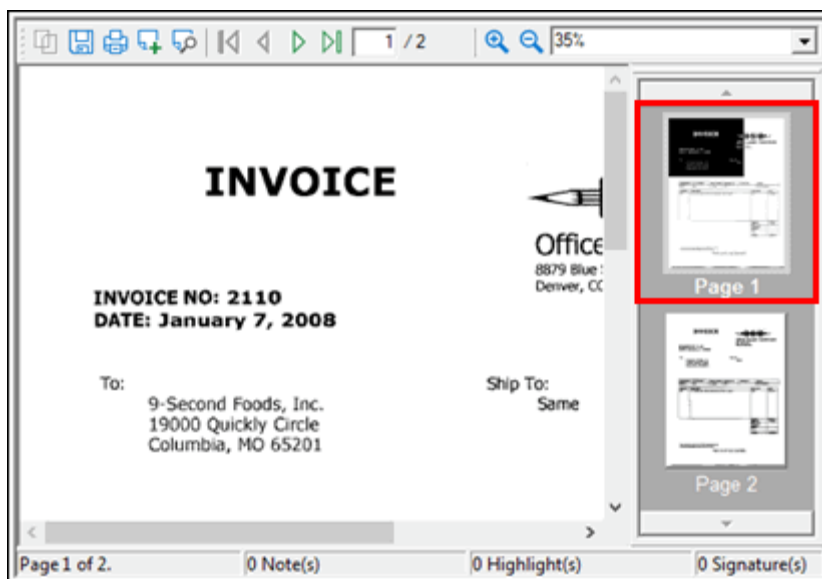 1 /2 35%
INVOICE
Office
8879 Blue
Denver, CC
INVOICE NO: 2110
DATE: January 7, 2008
To:
9-Second Foods, Inc.
19000 Quickly Circle
Columbia, MO 65201
Ship To:
Same
Page 1
Page 2
Page 1 of 2. 0 Note(s) 0 Highlight(s) 0 Signature(s)